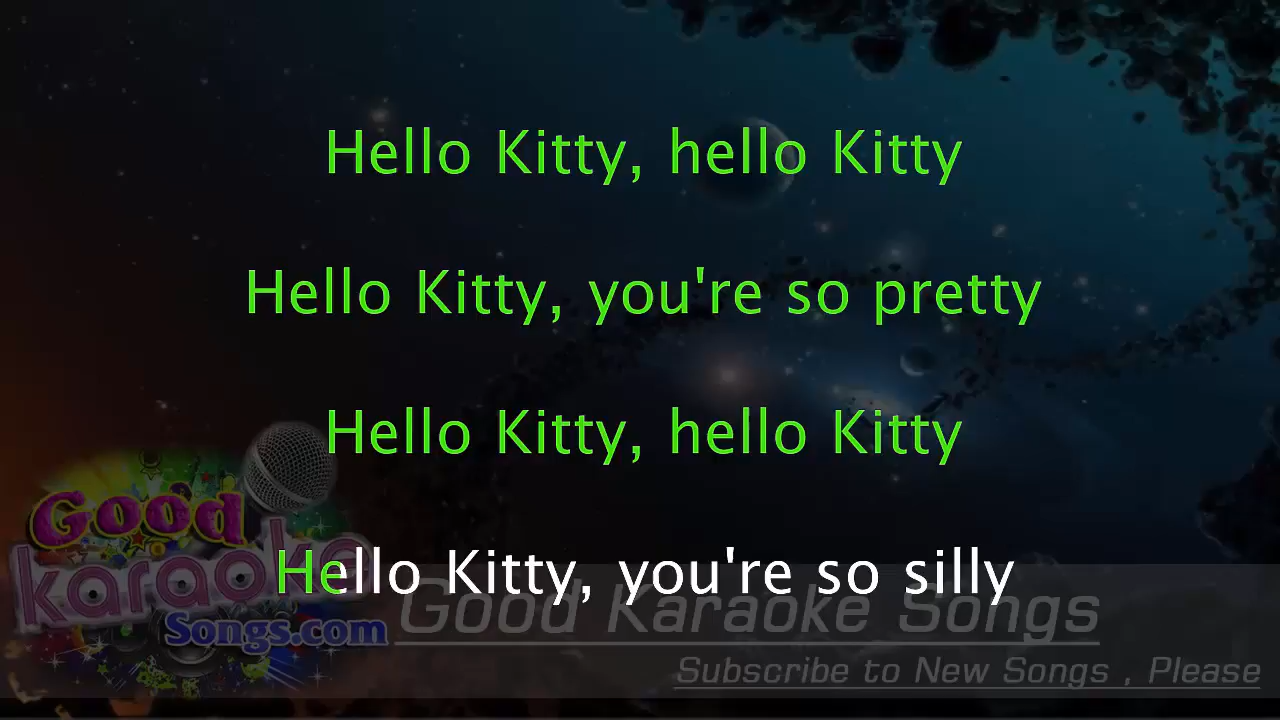 Hello Kitty, hello Kitty
Hello Kitty, you're so pretty
Hello Kitty, hello Kitty
Hello Kitty, you're so silly
Good
karaoke
Songs.com
Good Karaoke Songs
Subscribe to New Songs , Please